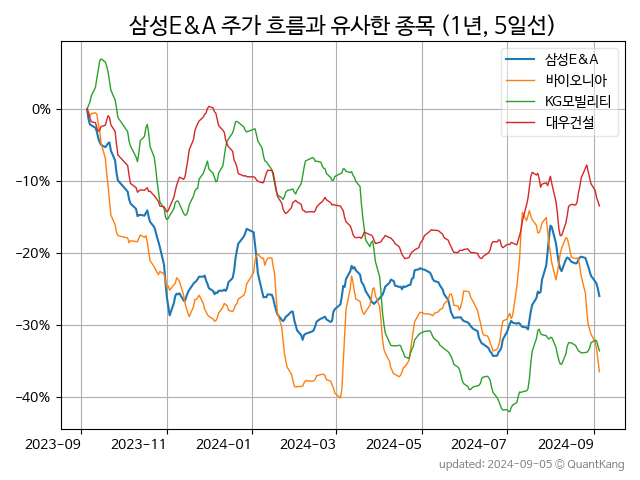 삼성E&A 주가 흐름과 유사한 종목 (1년, 5일선)
삼성E&A
바이오니아
KG모빌리티
대우건설
0%
−10%
−20%
−30%
−40%
2023-09 2023-11 2024-01 2024-03 2024-05 2024-07 2024-09
updated: 2024-09-05 © QuantKang